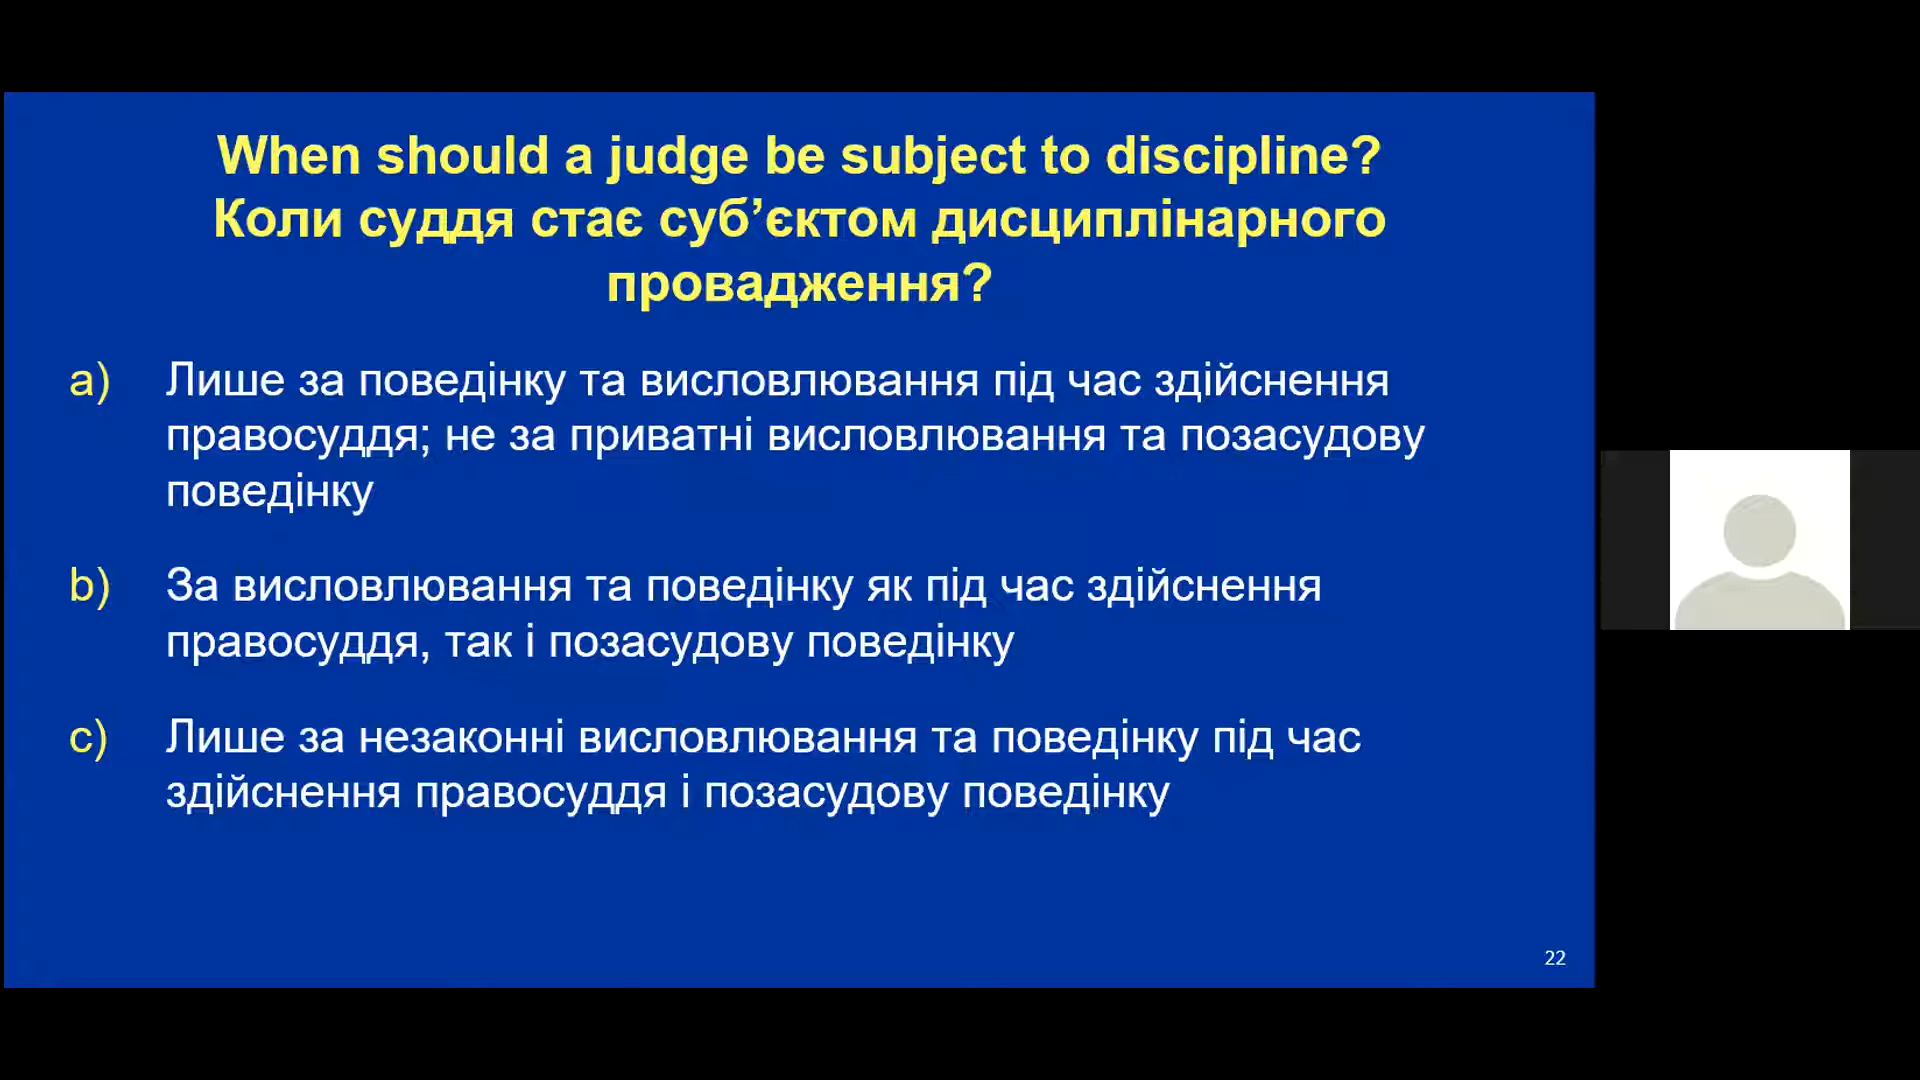 When should a judge be subject to discipline?
Коли суддя стає суб’єктом дисциплінарного
провадження?
a) Лише за поведінку та висловлювання під час здійснення
правосуддя; не за приватні висловлювання та позасудову
поведінку
b) За висловлювання та поведінку як під час здійснення
правосуддя, так і позасудову поведінку
c) Лише за незаконні висловлювання та поведінку під час
здійснення правосуддя і позасудову поведінку
22